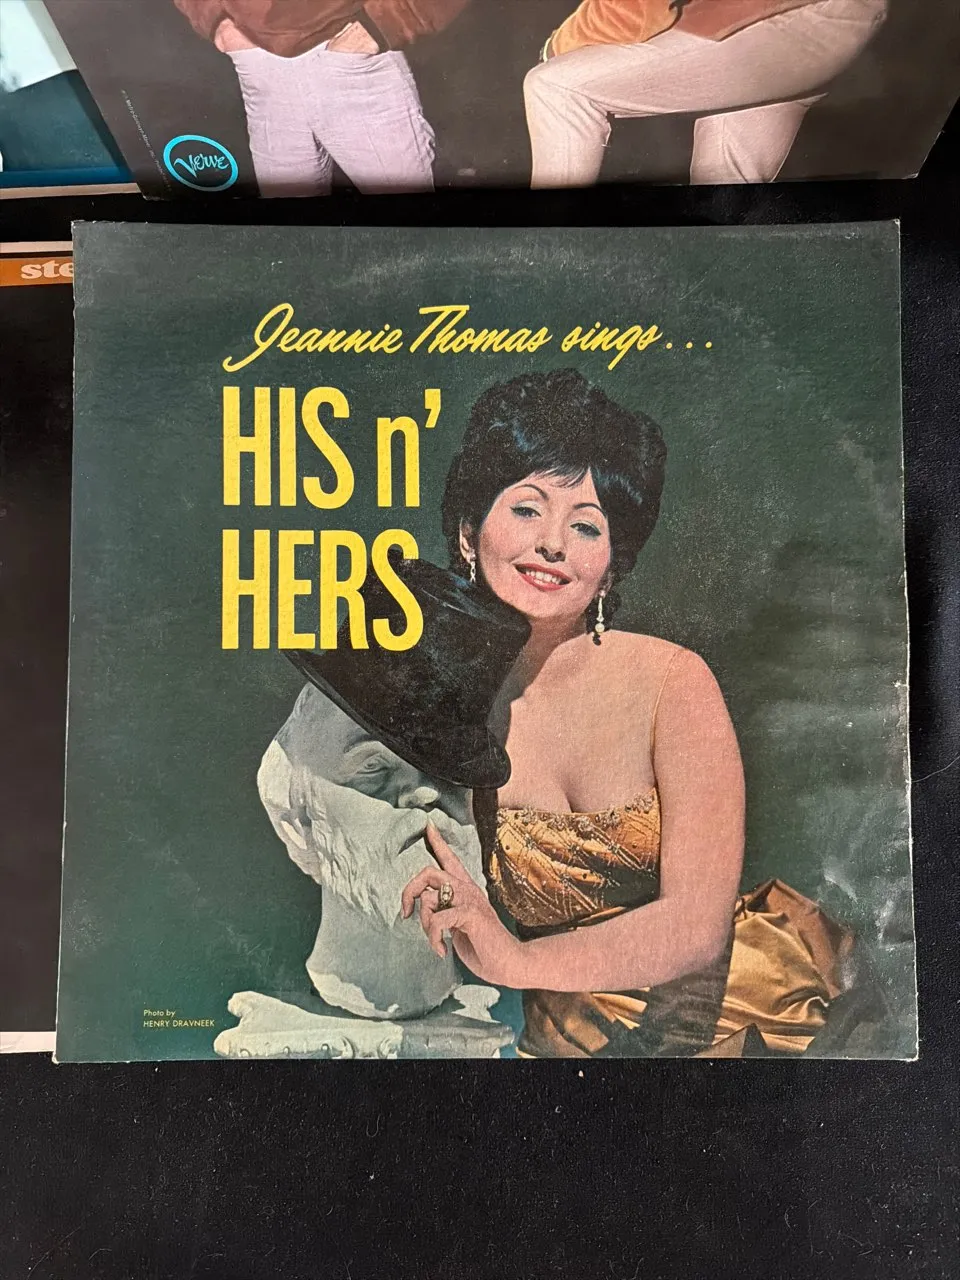 Verve
ste
Jeannie Thomas sings...
HIS n'
HERS
Photo by
HENRY DRAVNEEK